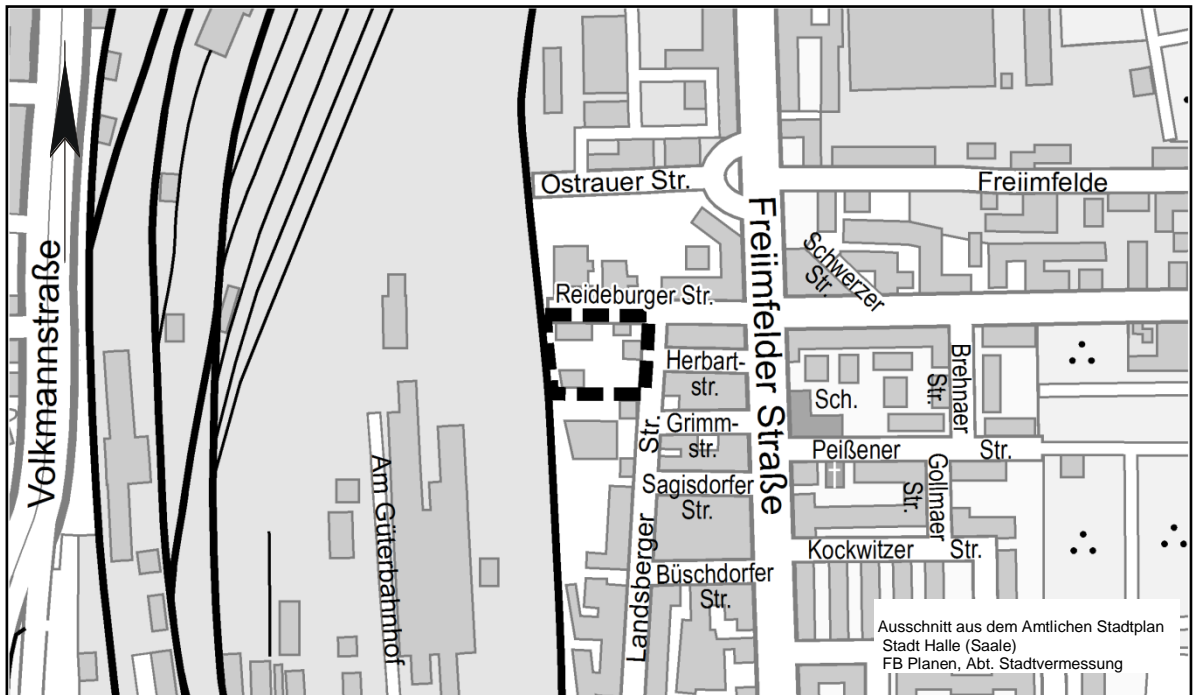 Volkmannstraße
Am Güterbahnhof
Ostrauer Str.
Freiimfelde
Freiimfelder Straße
Schwerzer
Str.
Reideburger Str.
Herbart-
str.
Brehnaer
Str.
Sch.
Grimm-
str.
Peißener
Str.
Gollmaer
Str.
Sagisdorfer
Str.
Landsberger
Str.
Kockwitzer
Str.
Büschdorfer
Str.
Ausschnitt aus dem Amtlichen Stadtplan
Stadt Halle (Saale)
FB Planen, Abt. Stadtvermessung